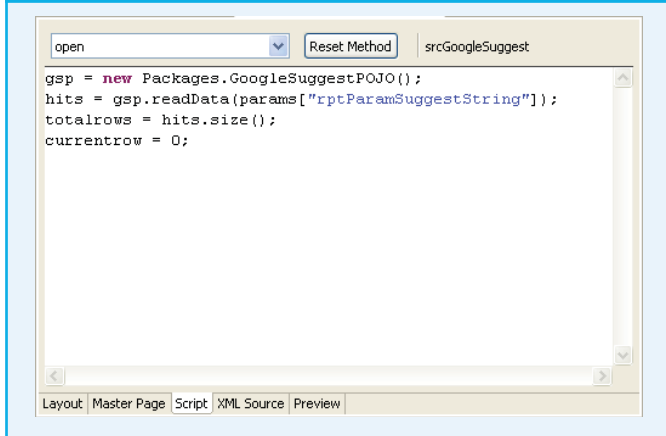 open Reset Method srcGoogleSuggest
gsp = new Packages.GoogleSuggestPOJO();
hits = gsp.readData(params["rptParamSuggestString"]);
totalrows = hits.size();
currentrow = 0;
Layout Master Page Script XML Source Preview